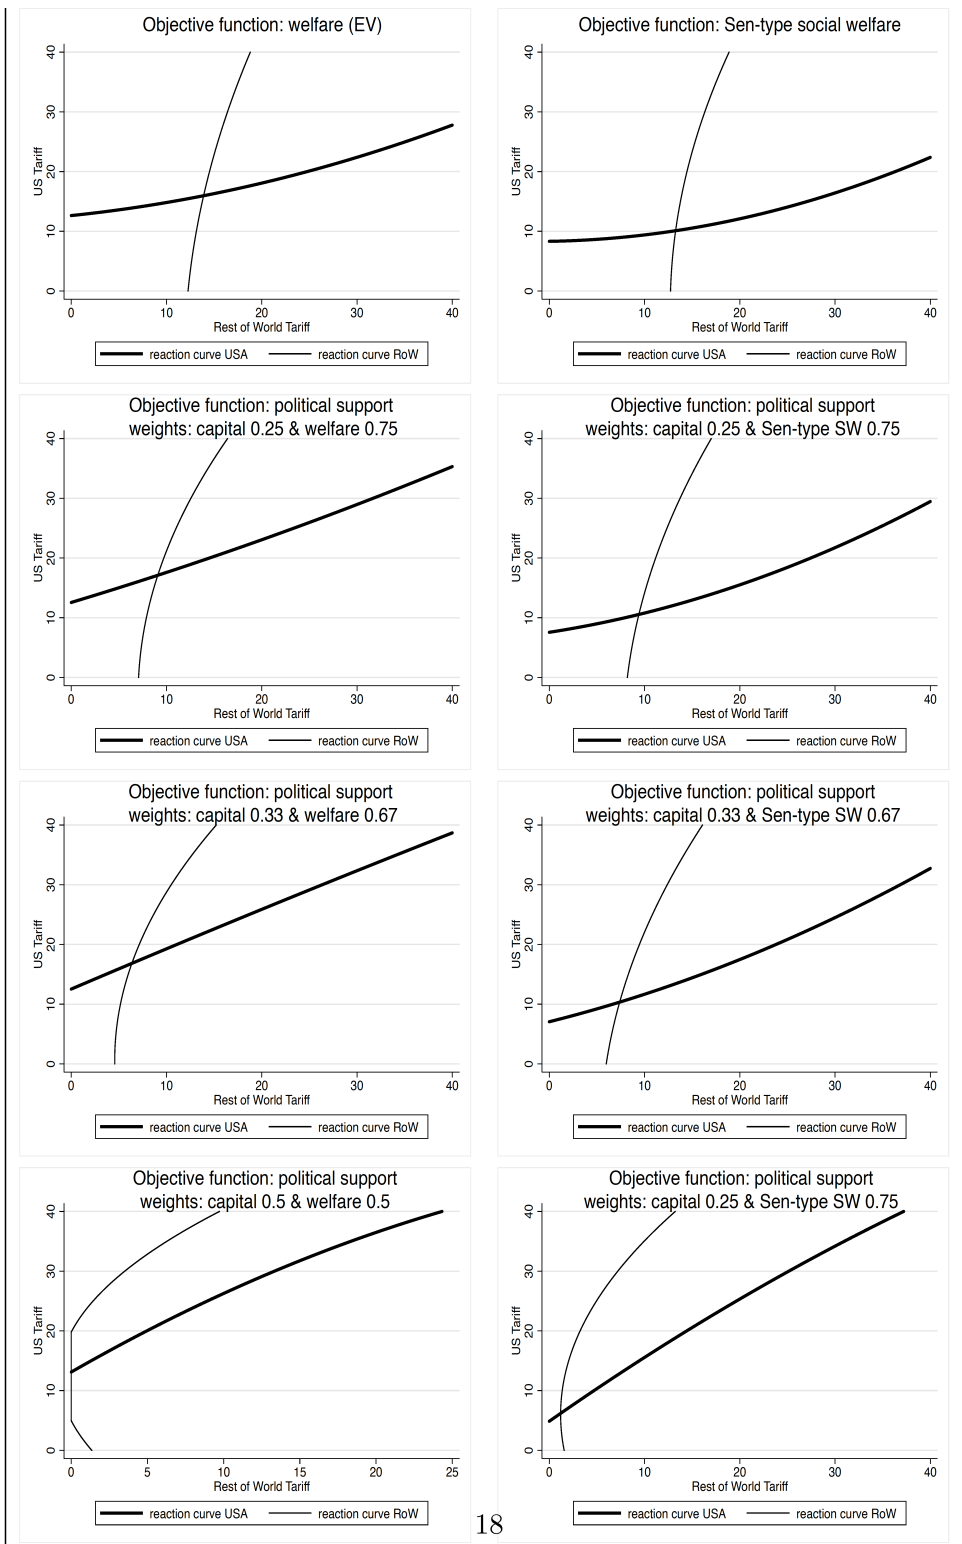 Objective function: welfare (EV)
US Tariff
40
30
20
10
0
0 10 20 30 40
Rest of World Tariff
reaction curve USA reaction curve RoW
Objective function: Sen-type social welfare
US Tariff
40
30
20
10
0
0 10 20 30 40
Rest of World Tariff
reaction curve USA reaction curve RoW
Objective function: political support
weights: capital 0.25 & welfare 0.75
US Tariff
40
30
20
10
0
0 10 20 30 40
Rest of World Tariff
reaction curve USA reaction curve RoW
Objective function: political support
weights: capital 0.25 & Sen-type SW 0.75
US Tariff
40
30
20
10
0
0 10 20 30 40
Rest of World Tariff
reaction curve USA reaction curve RoW
Objective function: political support
weights: capital 0.33 & welfare 0.67
US Tariff
40
30
20
10
0
0 10 20 30 40
Rest of World Tariff
reaction curve USA reaction curve RoW
Objective function: political support
weights: capital 0.33 & Sen-type SW 0.67
US Tariff
40
30
20
10
0
0 10 20 30 40
Rest of World Tariff
reaction curve USA reaction curve RoW
Objective function: political support
weights: capital 0.5 & welfare 0.5
US Tariff
40
30
20
10
0
0 5 10 15 20 25
Rest of World Tariff
reaction curve USA reaction curve RoW
Objective function: political support
weights: capital 0.25 & Sen-type SW 0.75
US Tariff
40
30
20
10
0
0 10 20 30 40
Rest of World Tariff
reaction curve USA reaction curve RoW
18